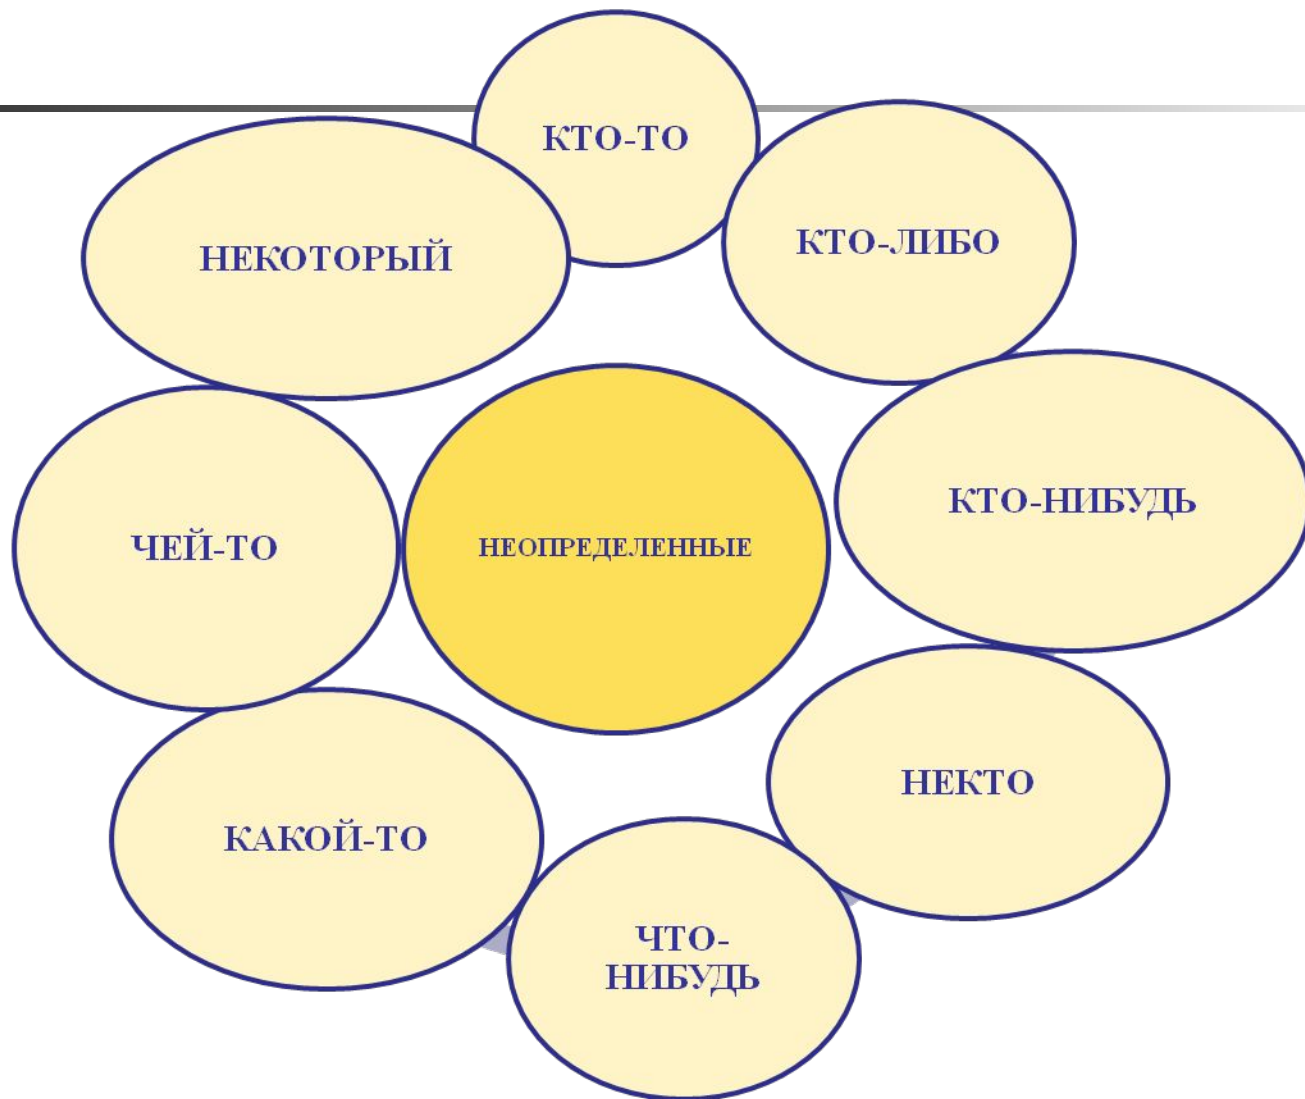 КТО-ТО
КТО-ЛИБО
НЕКОТОРЫЙ
КТО-НИБУДЬ
ЧЕЙ-ТО
НЕОПРЕДЕЛЕННЫЕ
НЕКТО
КАКОЙ-ТО
ЧТО-
НИБУДЬ